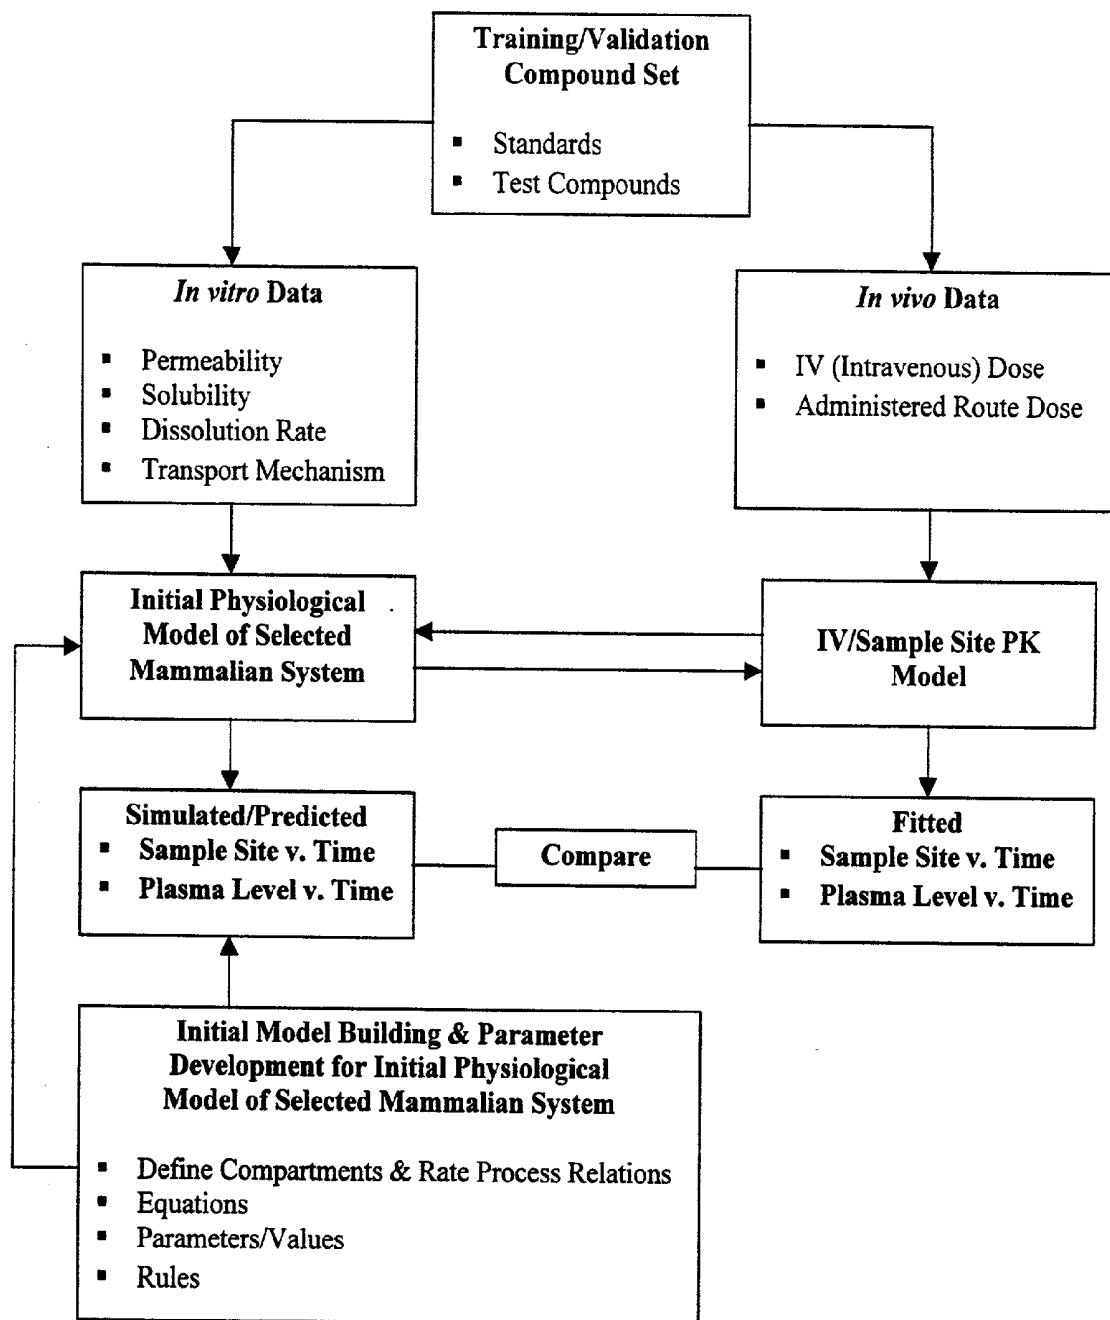 Training/Validation
Compound Set
▪ Standards
▪ Test Compounds
In vitro Data
▪ Permeability
▪ Solubility
▪ Dissolution Rate
▪ Transport Mechanism
In vivo Data
▪ IV (Intravenous) Dose
▪ Administered Route Dose
Initial Physiological
Model of Selected
Mammalian System
IV/Sample Site PK
Model
Simulated/Predicted
▪ Sample Site v. Time
▪ Plasma Level v. Time
Compare
Fitted
▪ Sample Site v. Time
▪ Plasma Level v. Time
Initial Model Building & Parameter
Development for Initial Physiological
Model of Selected Mammalian System
▪ Define Compartments & Rate Process Relations
▪ Equations
▪ Parameters/Values
▪ Rules